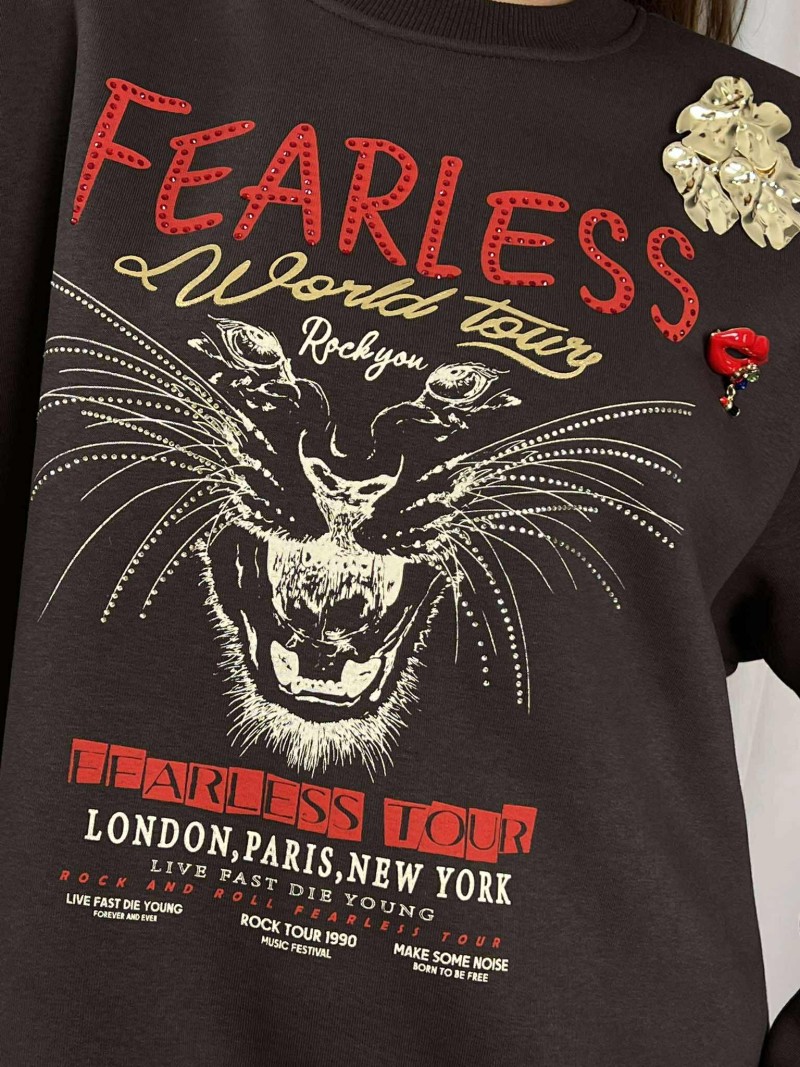 FEARLESS
World tour
Rock you
FEARLESS TOUR
LONDON,PARIS,NEW YORK
LIVE FAST DIE YOUNG
ROCK AND ROLL FEARLESS TOUR
LIVE FAST DIE YOUNG
FOREVER AND EVER
ROCK TOUR 1990
MUSIC FESTIVAL
MAKE SOME NOISE
BORN TO BE FREE